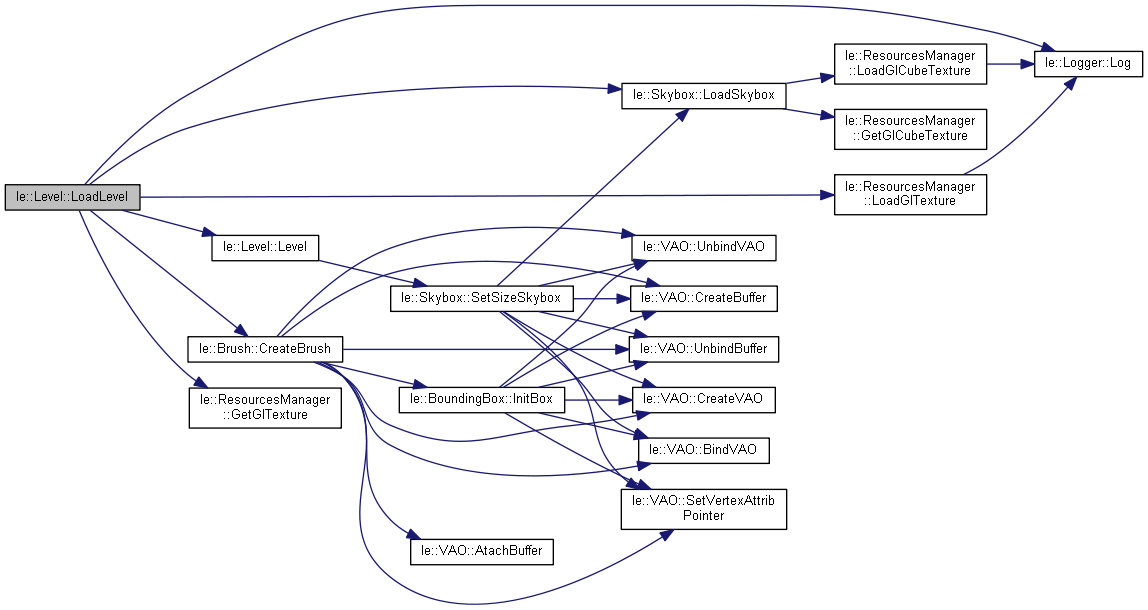 le::ResourcesManager
::LoadGlCubeTexture
le::Logger::Log
le::Skybox::LoadSkybox
le::ResourcesManager
::GetGlCubeTexture
le::Level::LoadLevel
le::ResourcesManager
::LoadGlTexture
le::Level::Level
le::VAO::UnbindVAO
le::Skybox::SetSizeSkybox
le::VAO::CreateBuffer
le::Brush::CreateBrush
le::VAO::UnbindBuffer
le::ResourcesManager
::GetGlTexture
le::BoundingBox::InitBox
le::VAO::CreateVAO
le::VAO::BindVAO
le::VAO::SetVertexAttrib
Pointer
le::VAO::AtachBuffer